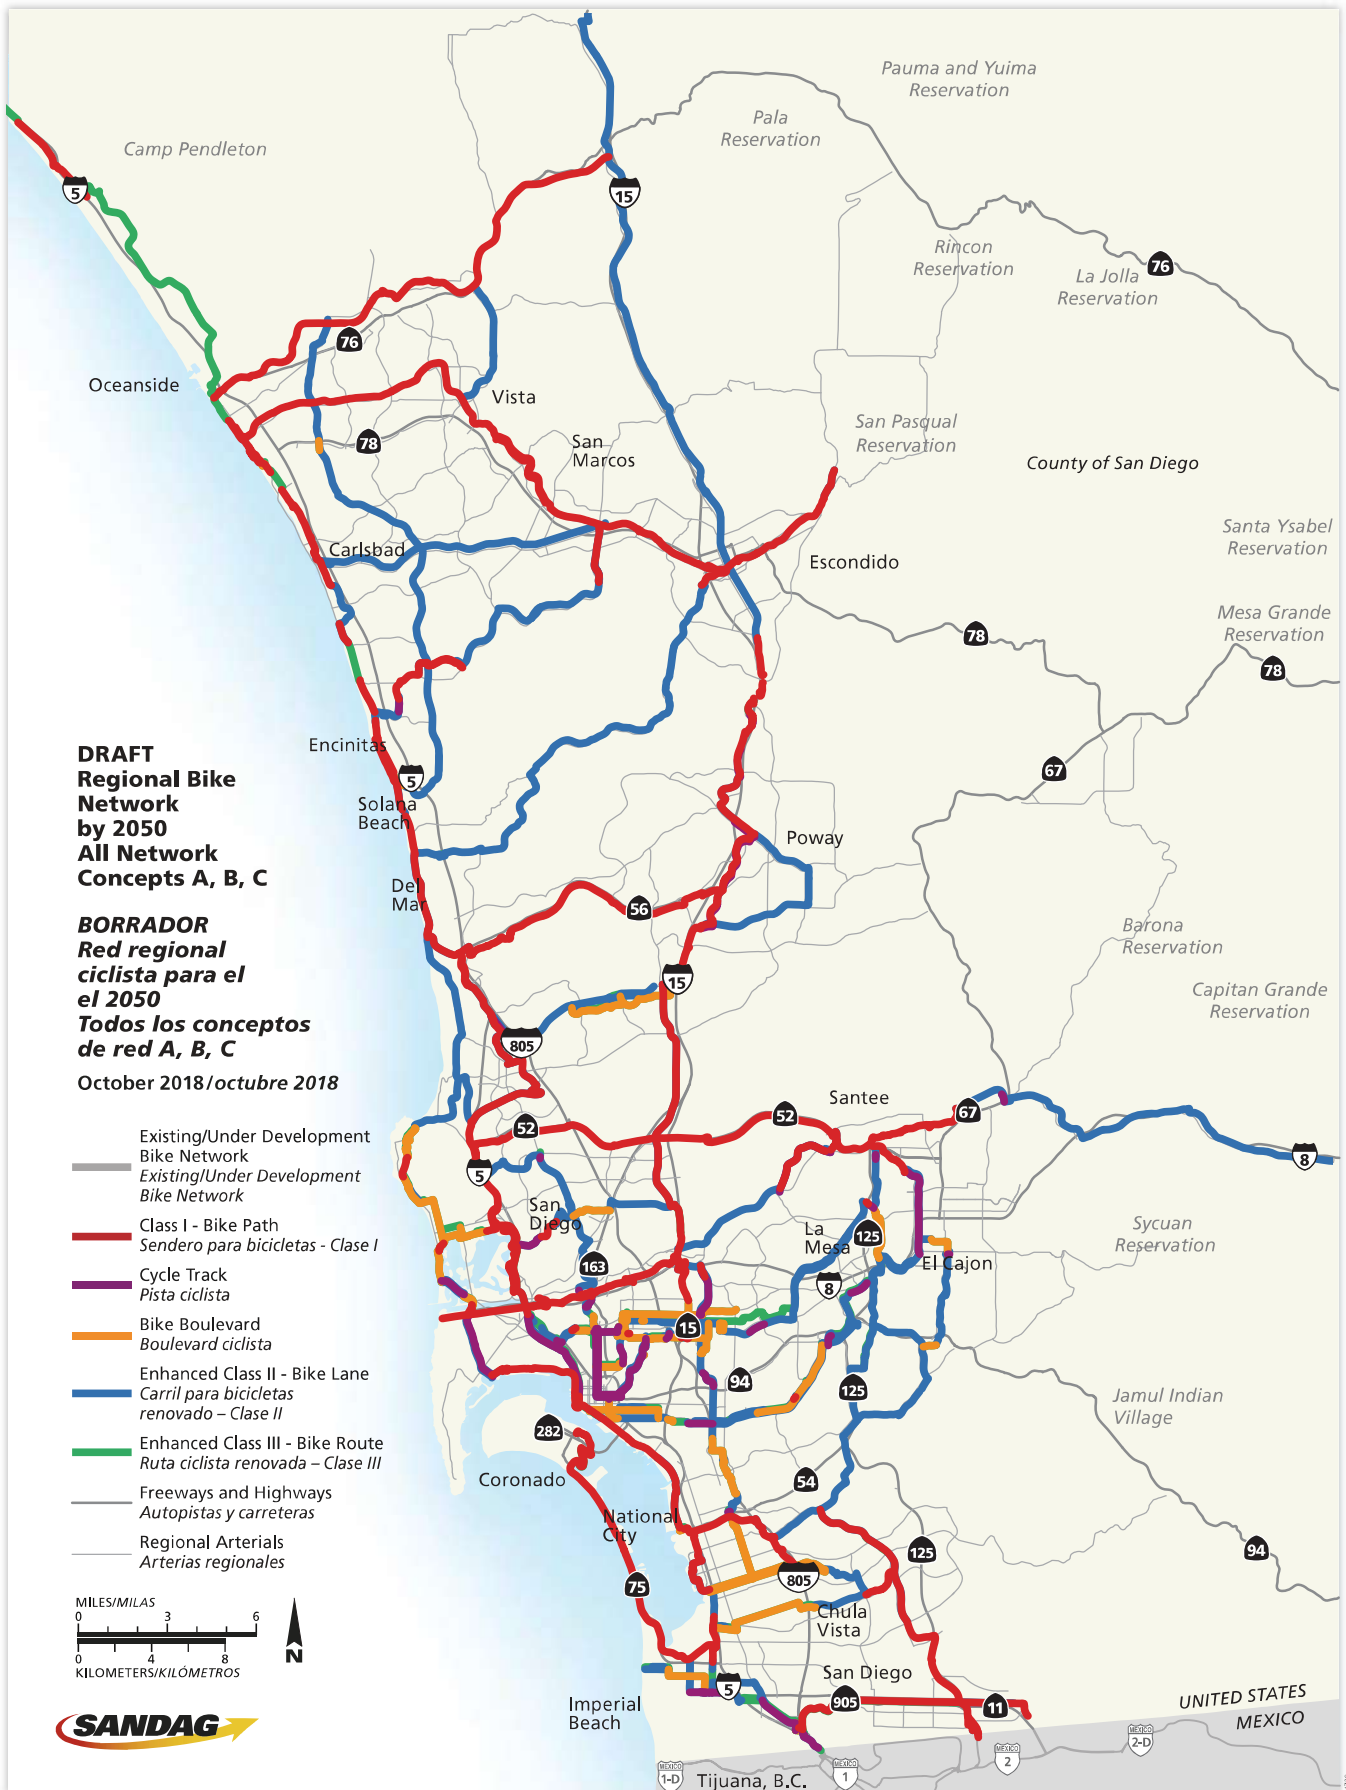 Pauma and Yuima
Reservation
Pala
Reservation
Camp Pendleton
5
15
Rincon
Reservation
76
La Jolla
Reservation
76
Oceanside
Vista
San Pasqual
Reservation
78
San
Marcos
County of San Diego
Santa Ysabel
Reservation
Carlsbad
Escondido
Mesa Grande
Reservation
78
78
Encinitas
DRAFT
Regional Bike
Network
by 2050
All Network
Concepts A, B, C
67
5
Solana
Beach
Poway
Del
Mar
56
BORRADOR
Red regional
ciclista para el
el 2050
Todos los conceptos
de red A, B, C
Barona
Reservation
15
Capitan Grande
Reservation
805
October 2018/octubre 2018
Santee
52
52
67
8
5
Existing/Under Development
Bike Network
Existing/Under Development
Bike Network
Class I - Bike Path
Sendero para bicicletas - Clase I
Cycle Track
Pista ciclista
Bike Boulevard
Boulevard ciclista
Enhanced Class II - Bike Lane
Carril para bicicletas
renovado – Clase II
Enhanced Class III - Bike Route
Ruta ciclista renovada – Clase III
Freeways and Highways
Autopistas y carreteras
Regional Arterials
Arterias regionales
San
Diego
La
Mesa
125
El Cajon
Sycuan
Reservation
163
8
15
94
125
Jamul Indian
Village
282
Coronado
54
National
City
125
94
75
805
Chula
Vista
MILES/MILAS
0 3 6
0 4 8
KILOMETERS/KILÓMETROS
N
San Diego
5
905
11
Imperial
Beach
UNITED STATES
MEXICO
SANDAG
MEXICO
2-D
MEXICO
2
MEXICO
1-D
Tijuana, B.C.
MEXICO
1